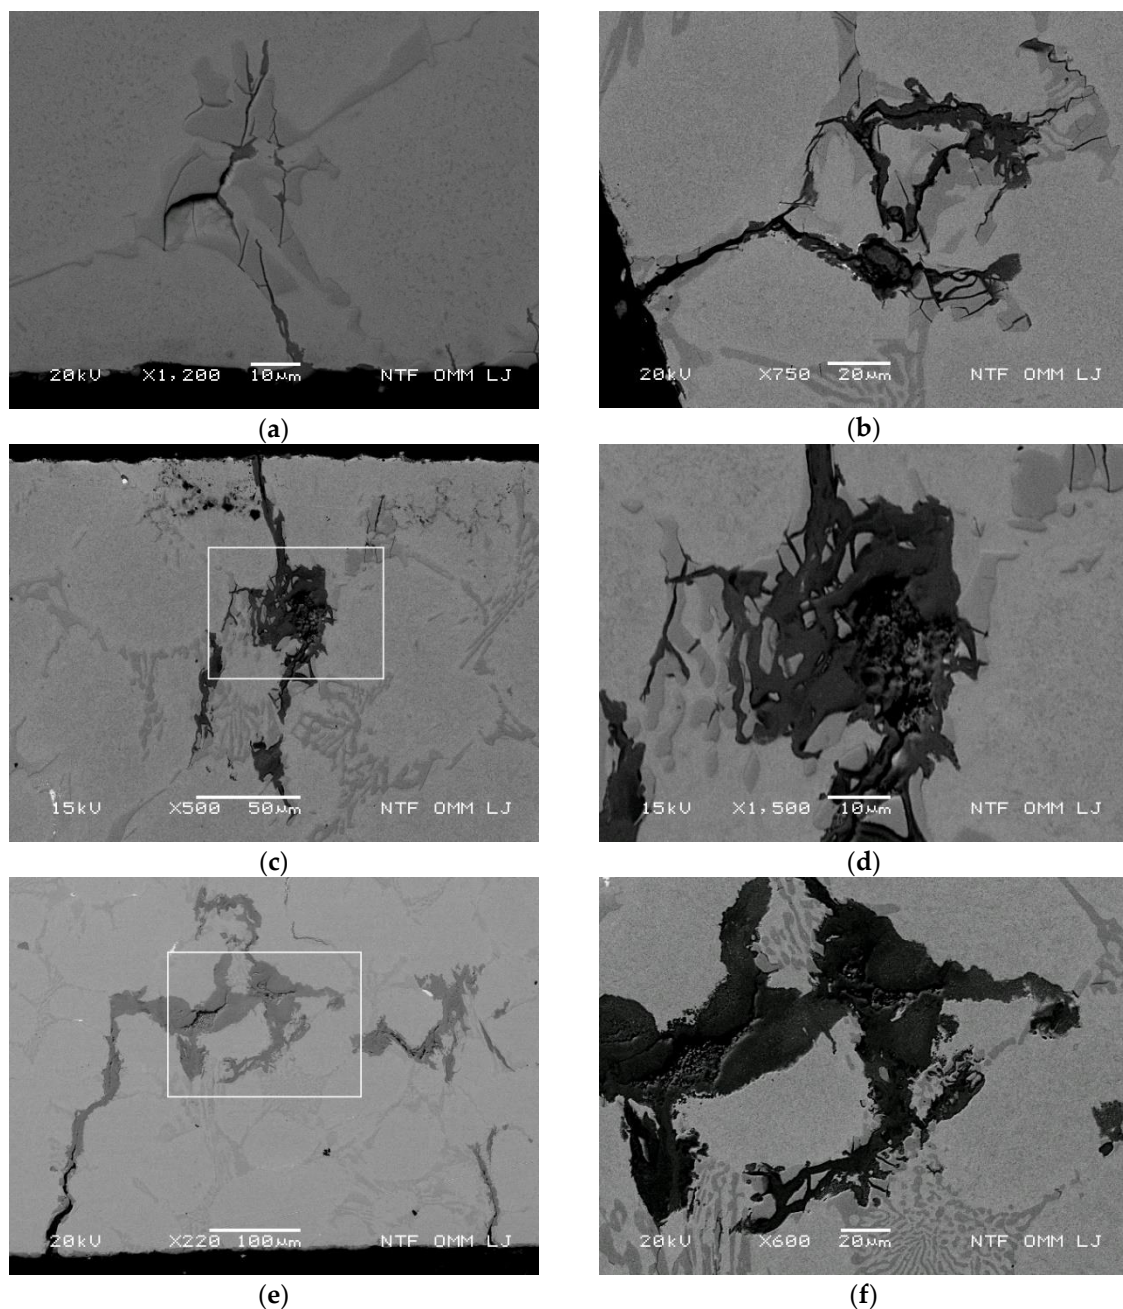 20kV X1,200 10µm NTF OMM LJ
20kV X750 20µm NTF OMM LJ
(a)
(b)
15kV X500 50µm NTF OMM LJ
15kV X1,500 10µm NTF OMM LJ
(c)
(d)
20kV X220 100µm NTF OMM LJ
20kV X600 20µm NTF OMM LJ
(e)
(f)